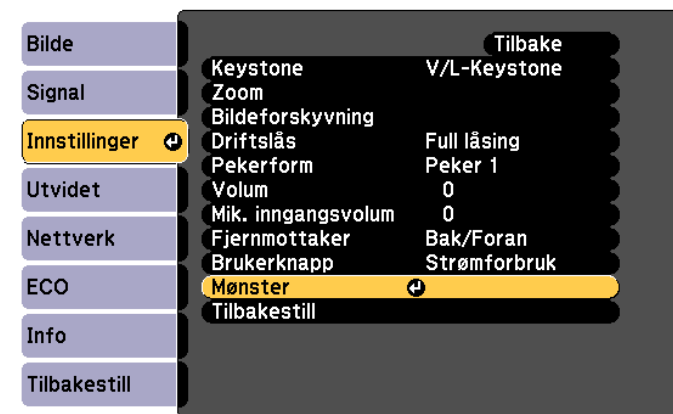 Bilde
Signal
Innstillinger
Utvidet
Nettverk
ECO
Info
Tilbakestill
Tilbake
Keystone V/L-Keystone
Zoom
Bildeforskyvning
Driftslås Full låsing
Pekerform Peker 1
Volum 0
Mik. inngangsvolum 0
Fjernmottaker Bak/Foran
Brukerknapp Strømforbruk
Mønster
Tilbakestill